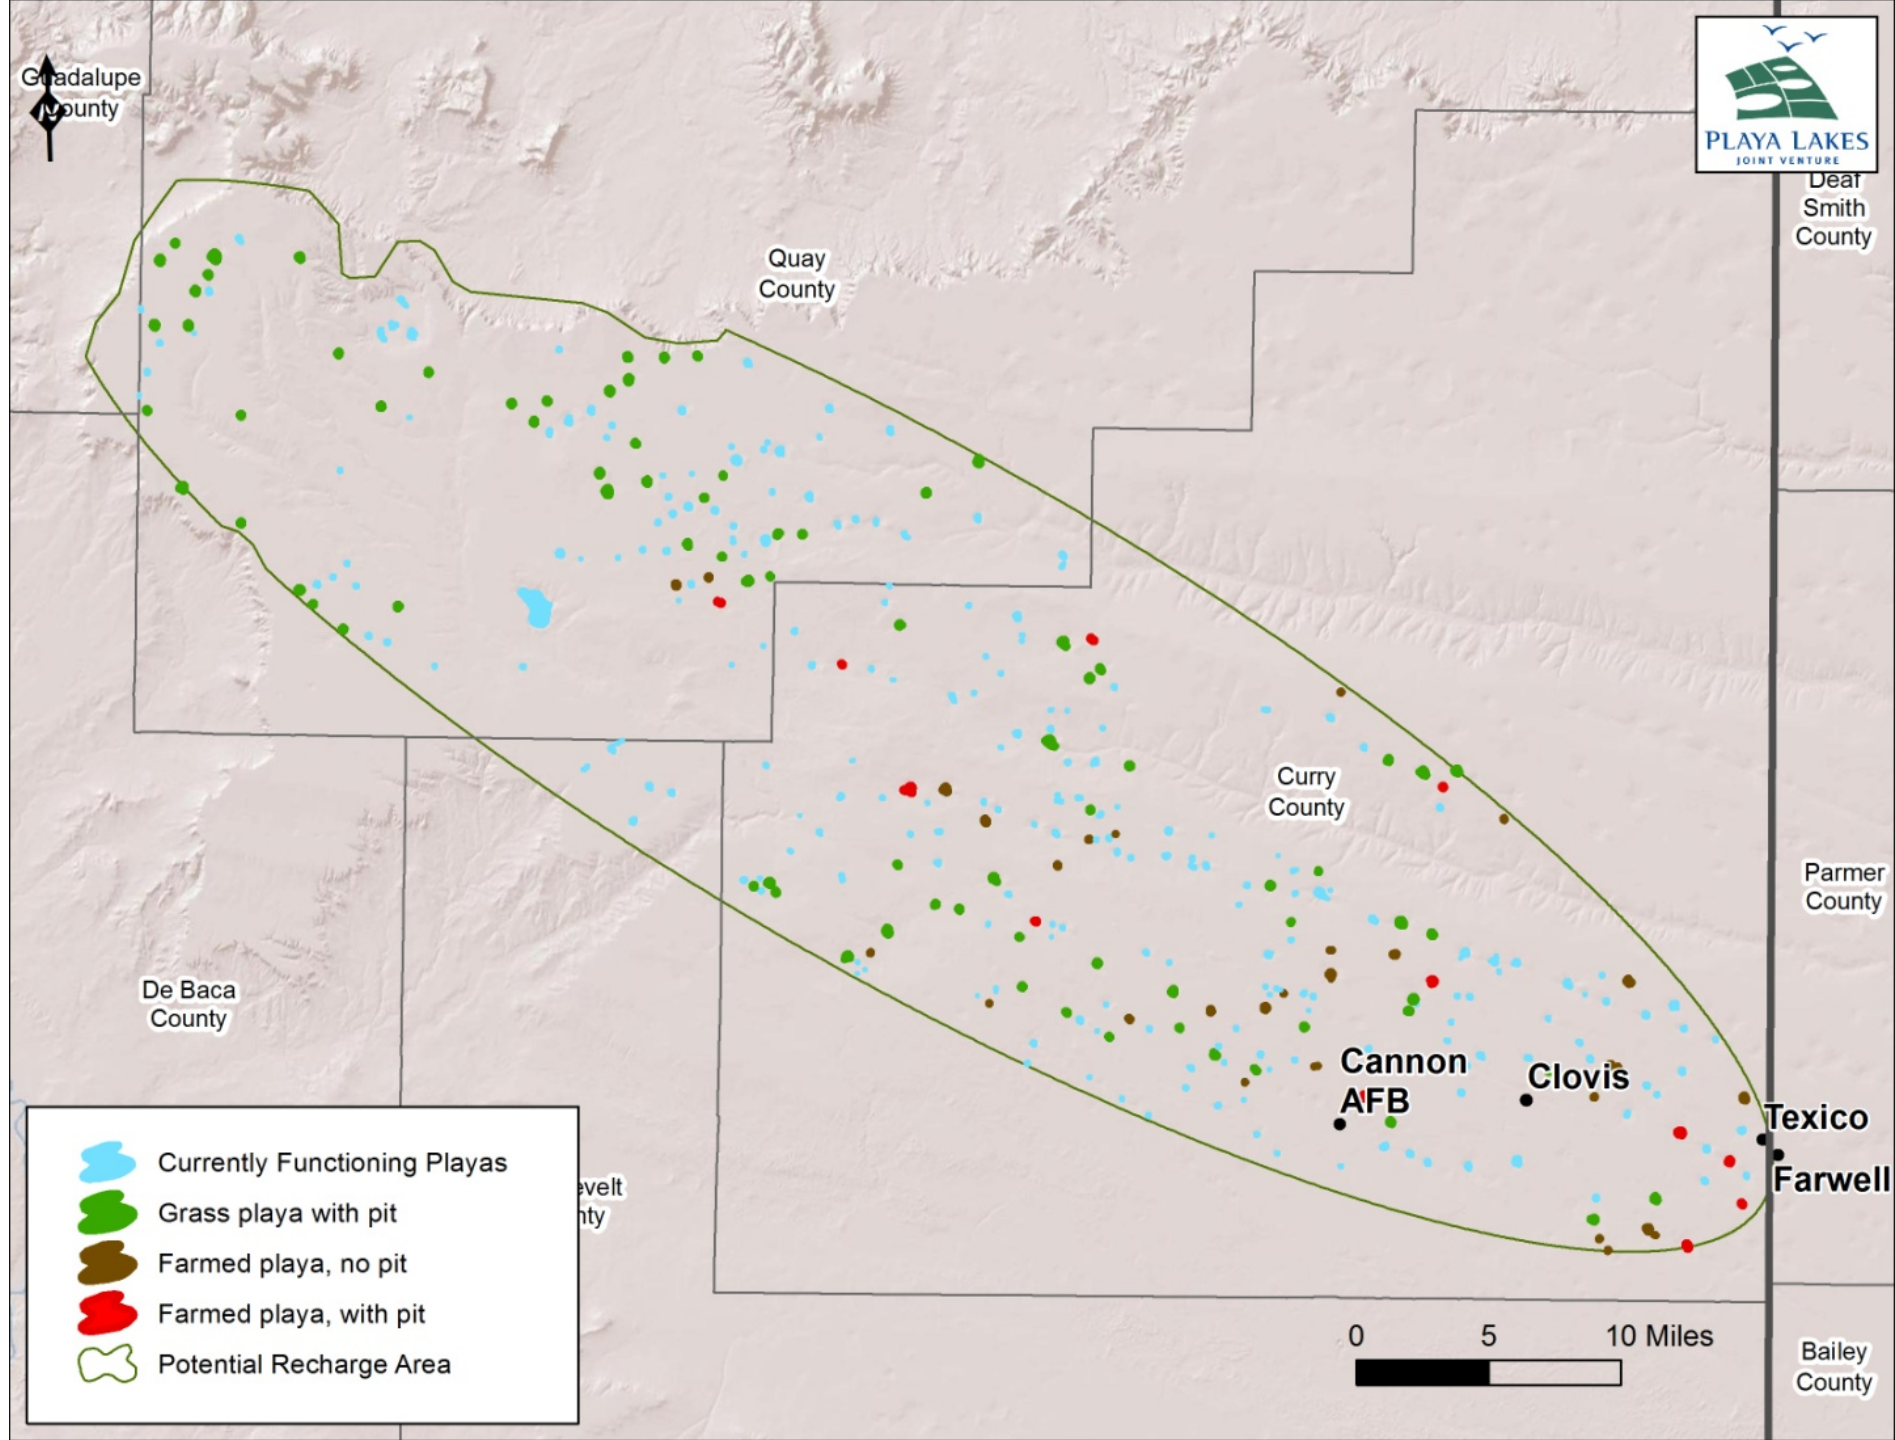 Guadalupe
County
N
PLAYA LAKES
JOINT VENTURE
Deaf
Smith
County
Quay
County
Curry
County
Parmer
County
De Baca
County
Cannon
AFB
Clovis
Texico
Farwell
Currently Functioning Playas
Grass playa with pit
Farmed playa, no pit
Farmed playa, with pit
Potential Recharge Area
evelt
nty
0 5 10 Miles
Bailey
County